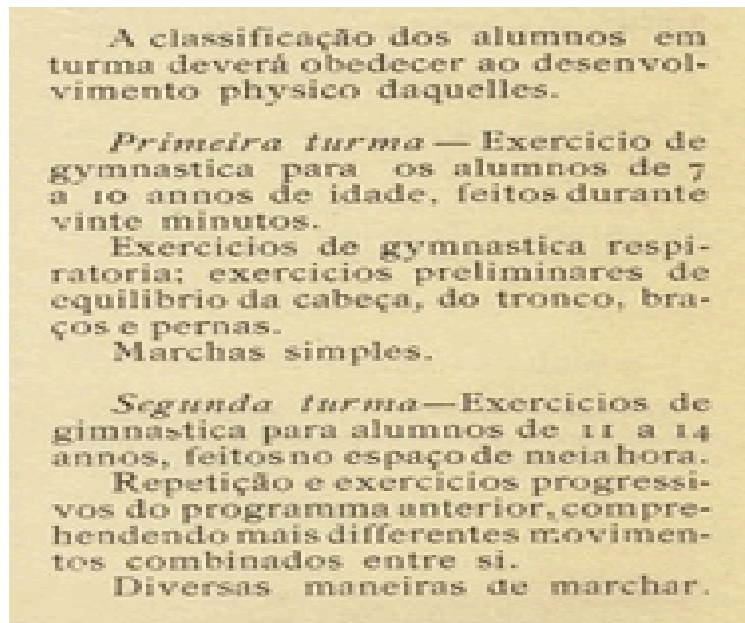 A classificação dos alumnos em
turma deverá obedecer ao desenvol-
vimento physico daquelles.
Primeira turma — Exercicio de
gymnastica para os alumnos de 7
a 10 annos de idade, feitos durante
vinte minutos.
Exercicios de gymnastica respi-
ratoria; exercicios preliminares de
equilibrio da cabeça, do tronco, bra-
ços e pernas.
Marchas simples.
Segunda turma—Exercicios de
gimnastica para alumnos de 11 a 14
annos, feitos no espaço de meia hora.
Repetição e exercicios progressi-
vos do programma anterior, compre-
hendendo mais differentes movimen-
tos combinados entre si.
Diversas maneiras de marchar.